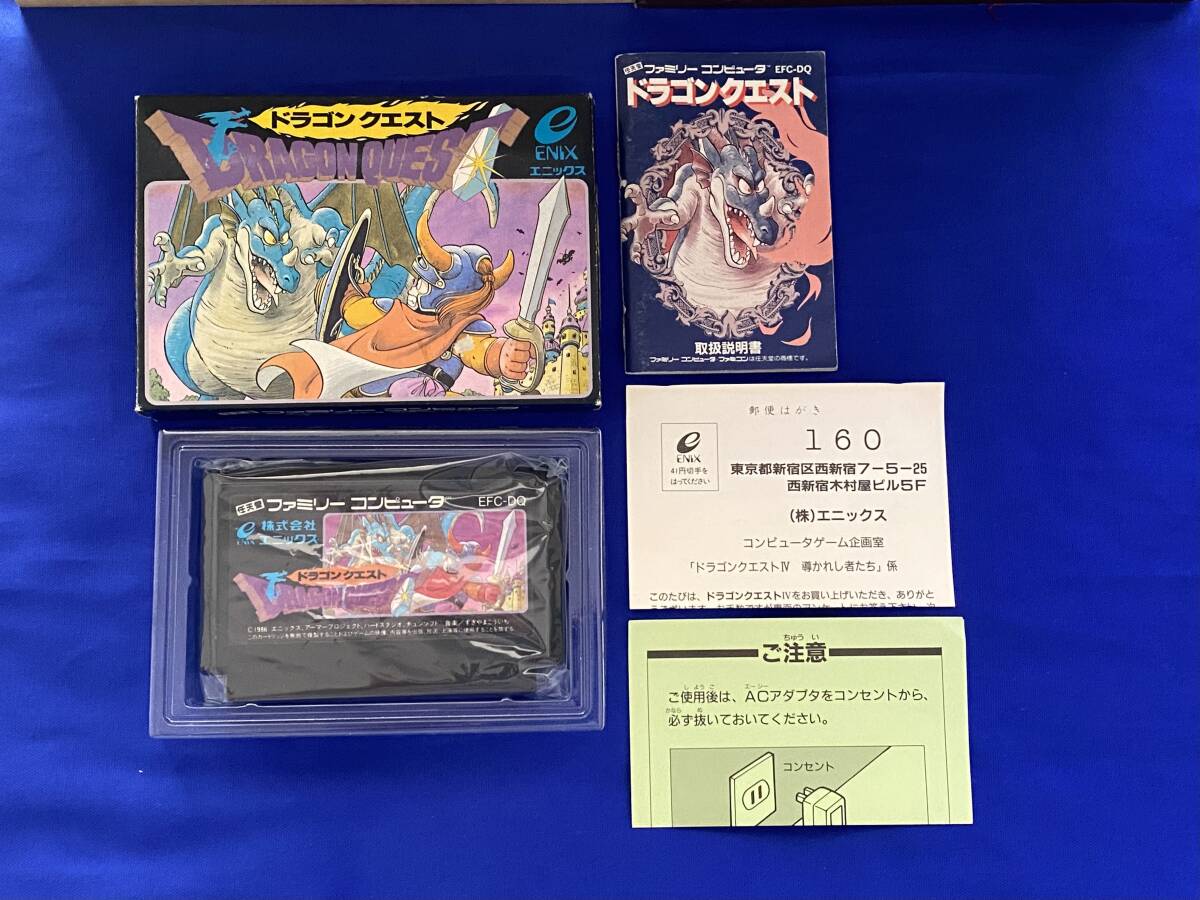 ドラゴン クエスト
DRAGON QUEST
ENIX
エニックス
任天堂 ファミリー コンピュータ™ EFC-DQ
ドラゴンクエスト
取扱説明書
ファミリー コンピュータ ファミコンは任天堂の商標です。
任天堂 ファミリー コンピュータ™ EFC-DQ
株式会社
ENIX エニックス
ドラゴン クエスト
DRAGON QUEST
郵便はがき
ENIX
41円切手を
はってください
160
東京都新宿区西新宿7-5-25
西新宿木村屋ビル5F
(株)エニックス
コンピュータゲーム企画室
「ドラゴンクエストⅣ 導かれし者たち」係
このたびは、ドラゴンクエストⅣをお買い上げいただき、ありがと
ちゅう い
ご注意
しようご エーシー
ご使用後は、ACアダプタをコンセントから、
かなら ぬ
必ず抜いておいてください。
コンセント